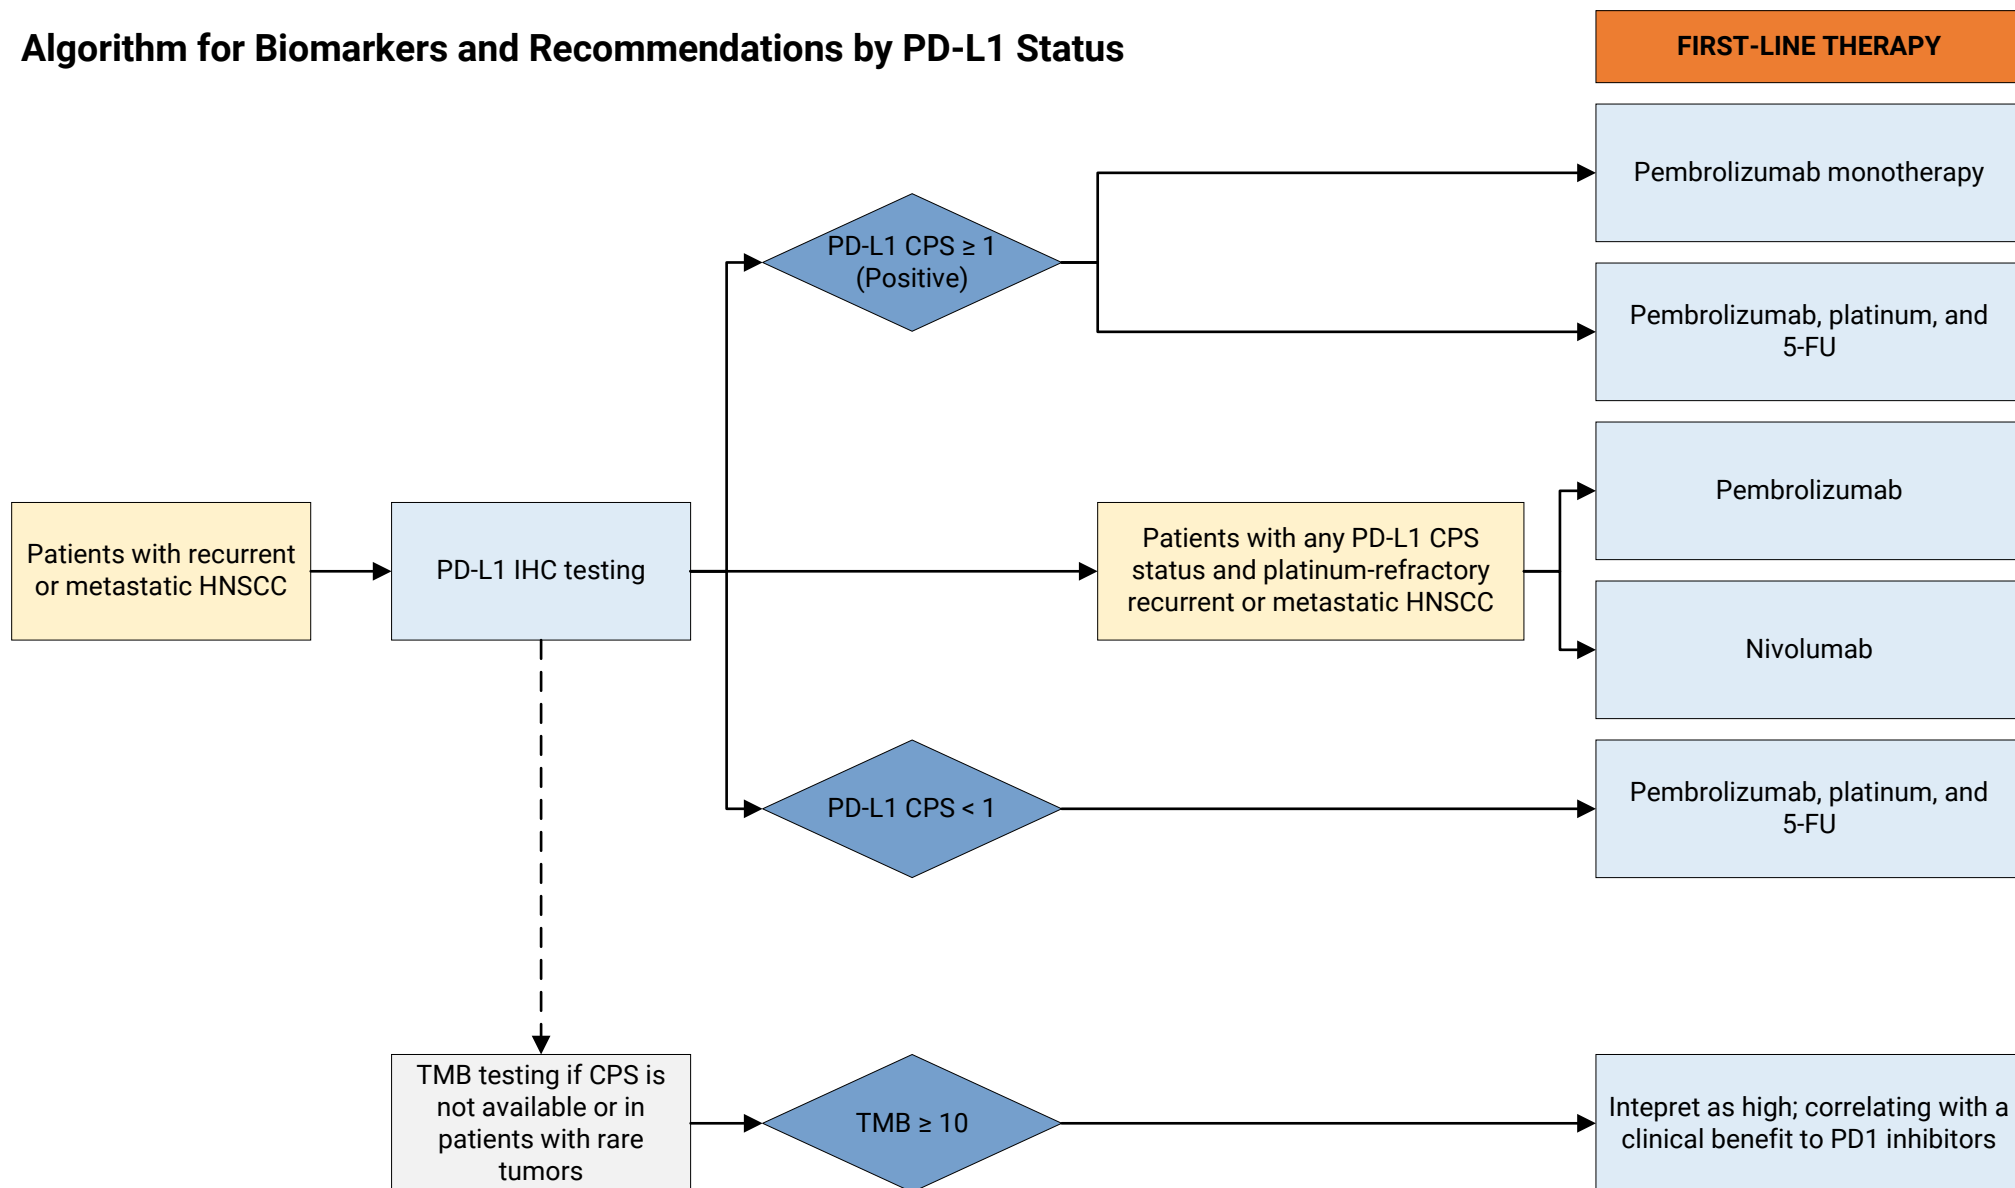 Algorithm for Biomarkers and Recommendations by PD-L1 Status
FIRST-LINE THERAPY
Pembrolizumab monotherapy
PD-L1 CPS ≥ 1
(Positive)
Pembrolizumab, platinum, and
5-FU
Pembrolizumab
Patients with recurrent
or metastatic HNSCC
PD-L1 IHC testing
Patients with any PD-L1 CPS
status and platinum-refractory
recurrent or metastatic HNSCC
Nivolumab
PD-L1 CPS < 1
Pembrolizumab, platinum, and
5-FU
TMB testing if CPS is
not available or in
patients with rare
tumors
TMB ≥ 10
Intepret as high; correlating with a
clinical benefit to PD1 inhibitors